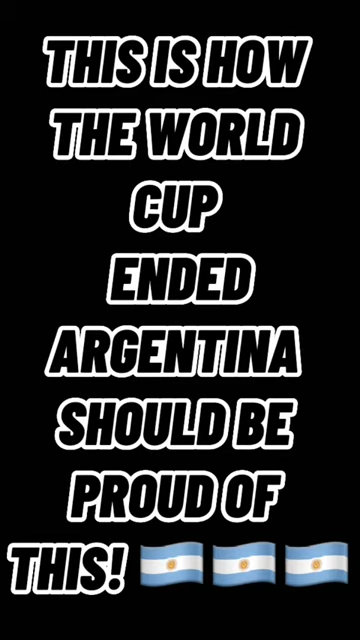 THIS IS HOW
THE WORLD
CUP
ENDED
ARGENTINA
SHOULD BE
PROUD OF
THIS! 🇦🇷🇦🇷🇦🇷